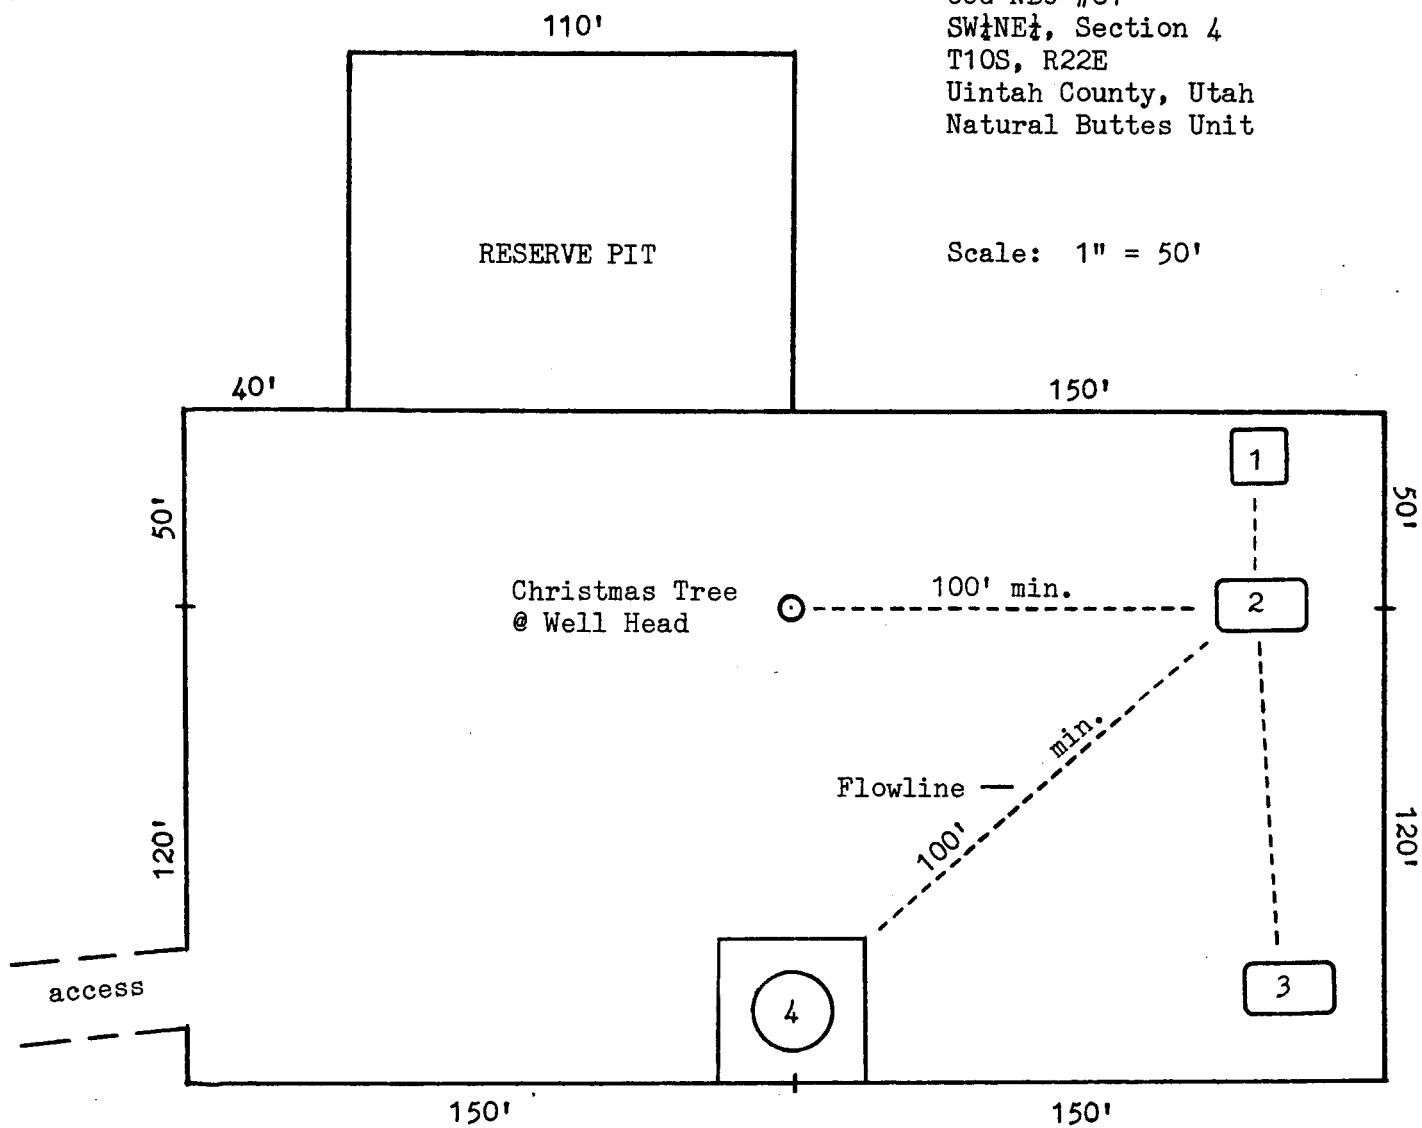 110'
SW¼NE¼, Section 4
T10S, R22E
Uintah County, Utah
Natural Buttes Unit
RESERVE PIT
Scale: 1" = 50'
40'
150'
1
50'
50'
Christmas Tree
@ Well Head
100' min.
2
Flowline
100' min.
120'
120'
access
3
4
150'
150'